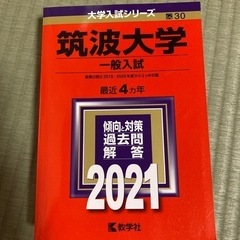 大学入試シリーズ
30
筑波大学
一般入試
最近4カ年
傾向と対策
過去問
解答
2021
教学社